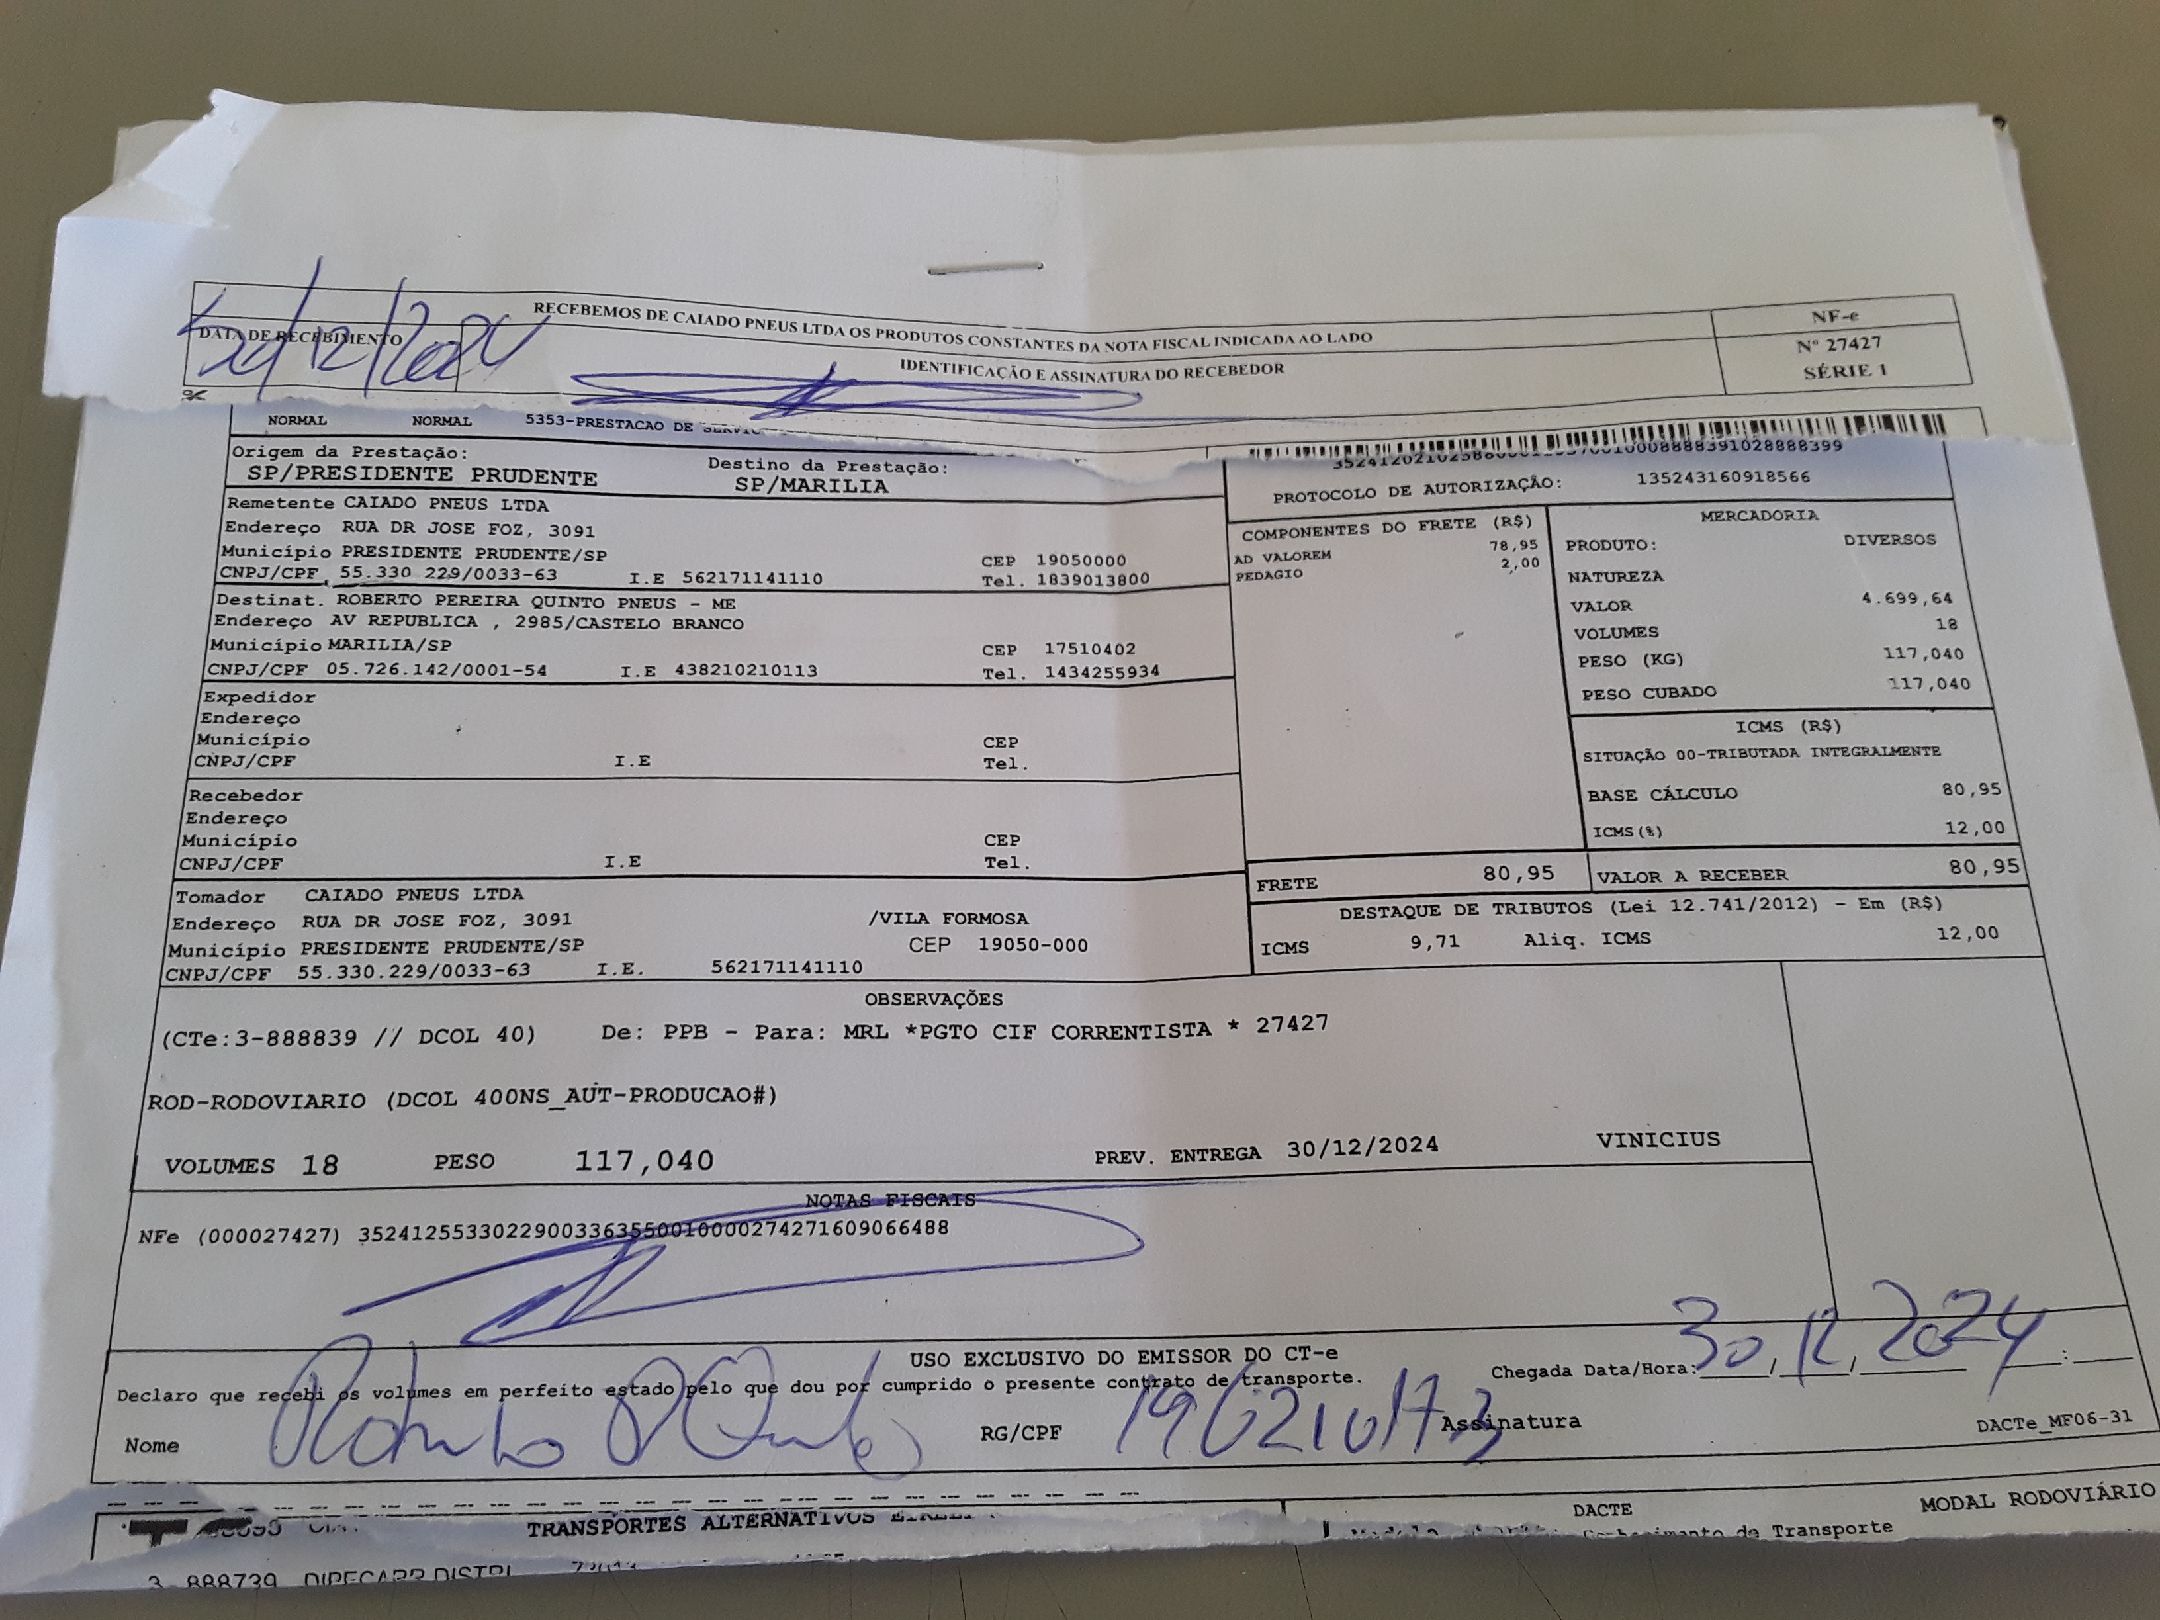 RECEBEMOS DE CAIADO PNEUS LTDA OS PRODUTOS CONSTANTES DA NOTA FISCAL INDICADA AO LADO
NF-e
DATA DE RECEBIMENTO
IDENTIFICAÇÃO E ASSINATURA DO RECEBEDOR
Nº 27427
SÉRIE 1
30/12/2024
NORMAL NORMAL 5353-PRESTACAO DE
Origem da Prestação: Destino da Prestação:
SP/PRESIDENTE PRUDENTE SP/MARILIA
PROTOCOLO DE AUTORIZAÇÃO: 135243160918566
Remetente CAIADO PNEUS LTDA
Endereço RUA DR JOSE FOZ, 3091
Município PRESIDENTE PRUDENTE/SP CEP 19050000
CNPJ/CPF 55.330 229/0033-63 I.E 562171141110 Tel. 1839013800
Destinat. ROBERTO PEREIRA QUINTO PNEUS - ME
Endereço AV REPUBLICA , 2985/CASTELO BRANCO
Município MARILIA/SP CEP 17510402
CNPJ/CPF 05.726.142/0001-54 I.E 438210210113 Tel. 1434255934
Expedidor
Endereço
Município CEP
CNPJ/CPF I.E Tel.
Recebedor
Endereço
Município CEP
CNPJ/CPF I.E Tel.
Tomador CAIADO PNEUS LTDA
Endereço RUA DR JOSE FOZ, 3091 /VILA FORMOSA
Município PRESIDENTE PRUDENTE/SP CEP 19050-000
CNPJ/CPF 55.330.229/0033-63 I.E. 562171141110
COMPONENTES DO FRETE (R$)
AD VALOREM 78,95
PEDAGIO 2,00
MERCADORIA
PRODUTO: DIVERSOS
NATUREZA
VALOR 4.699,64
VOLUMES 18
PESO (KG) 117,040
PESO CUBADO 117,040
ICMS (R$)
SITUAÇÃO 00-TRIBUTADA INTEGRALMENTE
BASE CÁLCULO 80,95
ICMS(%) 12,00
FRETE 80,95 VALOR A RECEBER 80,95
DESTAQUE DE TRIBUTOS (Lei 12.741/2012) - Em (R$)
ICMS 9,71 Aliq. ICMS 12,00
OBSERVAÇÕES
(CTe:3-888839 // DCOL 40) De: PPB - Para: MRL *PGTO CIF CORRENTISTA * 27427
ROD-RODOVIARIO (DCOL 400NS_AUT-PRODUCAO#)
VOLUMES 18 PESO 117,040 PREV. ENTREGA 30/12/2024 VINICIUS
NOTAS FISCAIS
NFe (000027427) 35241255330229003363550010000274271609066488
USO EXCLUSIVO DO EMISSOR DO CT-e
Declaro que recebi os volumes em perfeito estado pelo que dou por cumprido o presente contrato de transporte.
Chegada Data/Hora: 30, 12, 2024 :
Nome RG/CPF Assinatura
DACTe_MF06-31
TRANSPORTES ALTERNATIVOS
DACTE
MODAL RODOVIÁRIO
Conhecimento de Transporte
3 888739